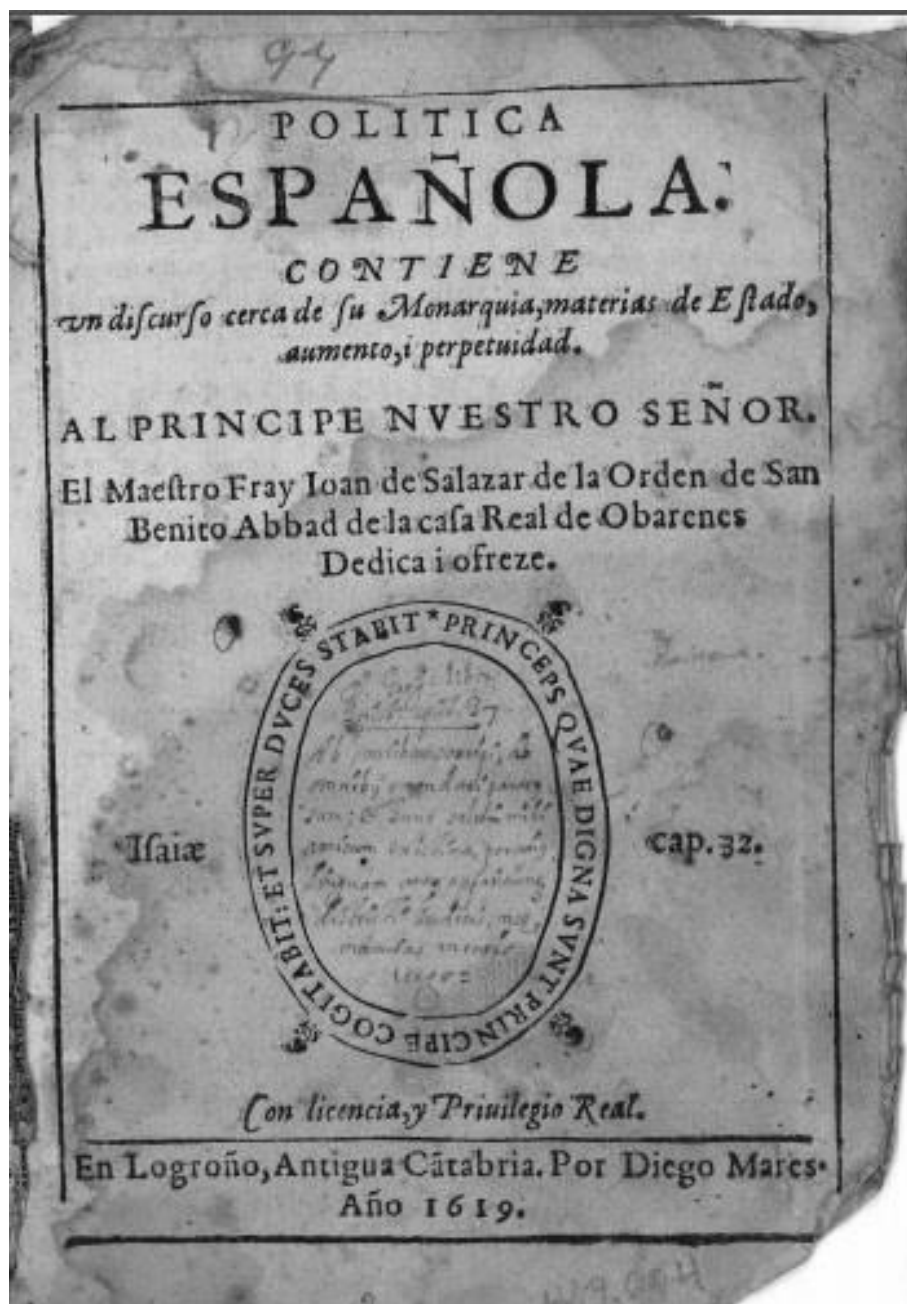 94
POLITICA
ESPAÑOLA.
CONTIENE
vn diſcurſo cerca de ſu Monarquia, materias de Eſtado,
aumento, i perpetuidad.
AL PRINCIPE NVESTRO SEÑOR.
El Maeſtro Fray Ioan de Salazar de la Orden de San
Benito Abbad de la caſa Real de Obarenes
Dedica i ofreze.
PRINCEPS QVAE DIGNA SVNT PRINCIPE COGITABIT: ET SVPER DVCES STABIT *
Iſaiæ
cap. 32.
Con licencia, y Priuilegio Real.
En Logroño, Antigua Cãtabria. Por Diego Mares.
Año 1619.